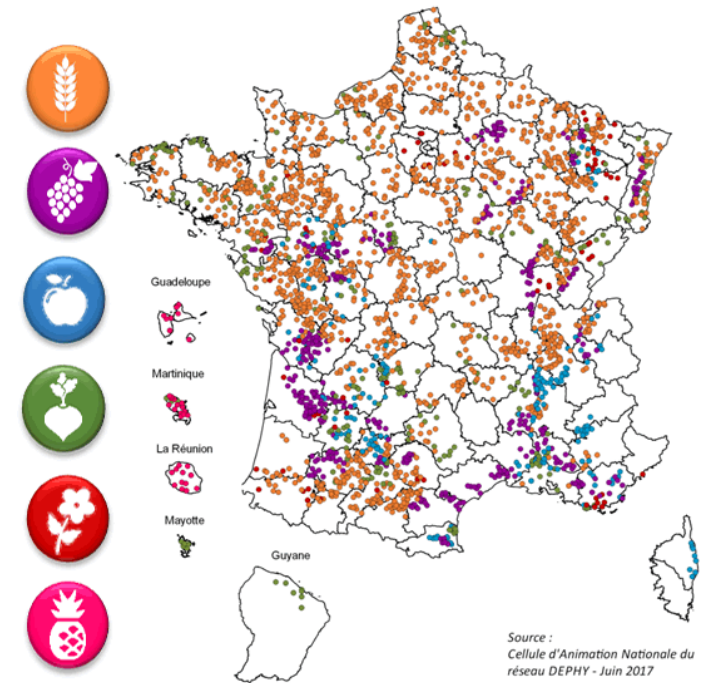 Guadeloupe
Martinique
La Réunion
Mayotte
Guyane
Source :
Cellule d'Animation Nationale du
réseau DEPHY - Juin 2017